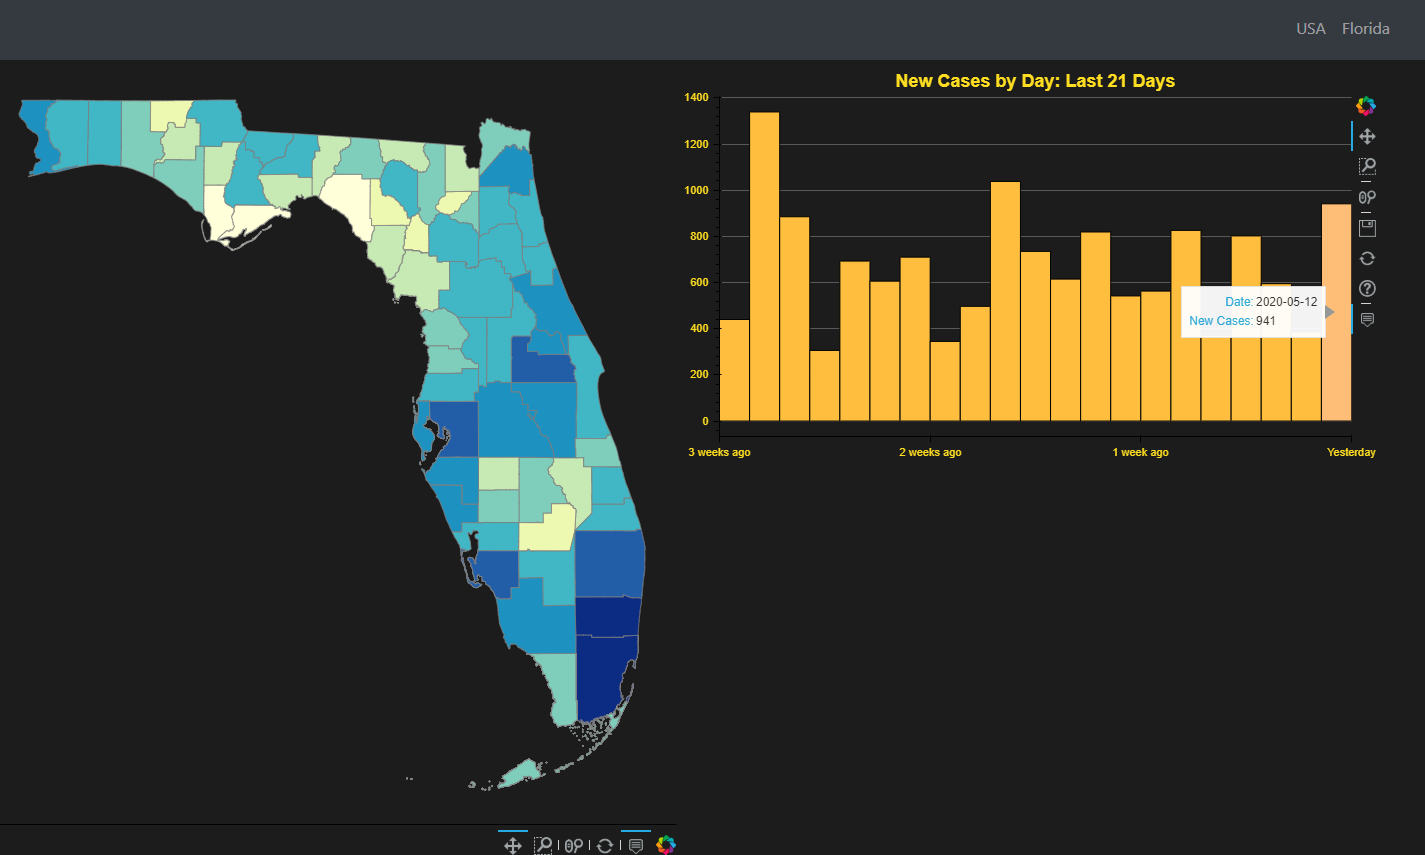 USA Florida
New Cases by Day: Last 21 Days
1400
1200
1000
800
600
400
200
0
Date: 2020-05-12
New Cases: 941
3 weeks ago
2 weeks ago
1 week ago
Yesterday